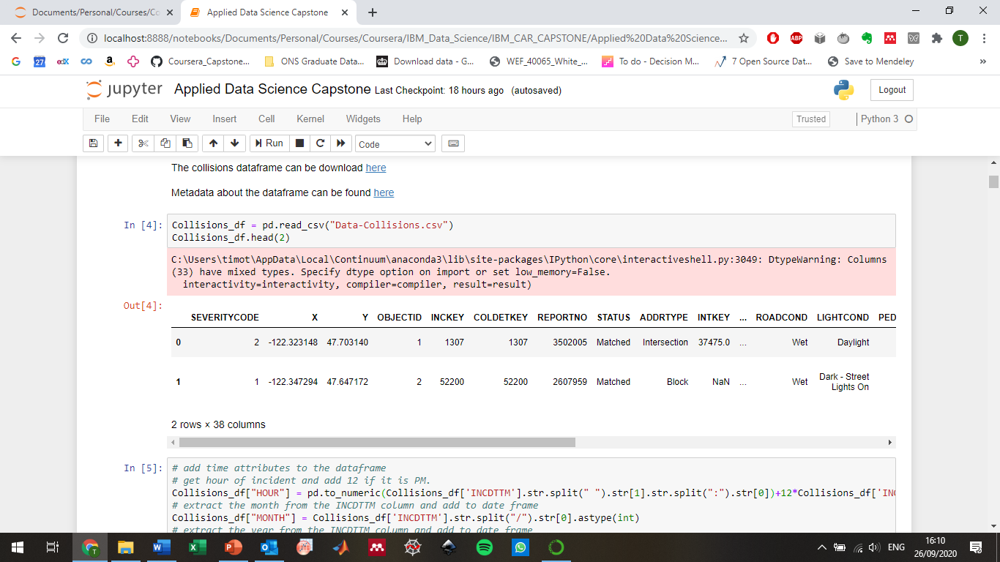 Documents/Personal/Courses/Co
Applied Data Science Capstone
localhost:8888/notebooks/Documents/Personal/Courses/Coursera/IBM_Data_Science/IBM_CAR_CAPSTONE/Applied%20Data%20Science...
ABP
T
G 27 edX a Coursera_Capstone... ONS Graduate Data... Download data - G... WEF_40065_White_... To do - Decision M... 7 Open Source Dat... Save to Mendeley »
jupyter Applied Data Science Capstone Last Checkpoint: 18 hours ago (autosaved) Logout
File Edit View Insert Cell Kernel Widgets Help Trusted Python 3
Run Code
The collisions dataframe can be download here
Metadata about the dataframe can be found here
In [4]: Collisions_df = pd.read_csv("Data-Collisions.csv")
Collisions_df.head(2)
C:\Users\timot\AppData\Local\Continuum\anaconda3\lib\site-packages\IPython\core\interactiveshell.py:3049: DtypeWarning: Columns
(33) have mixed types. Specify dtype option on import or set low_memory=False.
interactivity=interactivity, compiler=compiler, result=result)
Out[4]:
SEVERITYCODE X Y OBJECTID INCKEY COLDETKEY REPORTNO STATUS ADDRTYPE INTKEY ... ROADCOND LIGHTCOND PED
0 2 -122.323148 47.703140 1 1307 1307 3502005 Matched Intersection 37475.0 ... Wet Daylight
1 1 -122.347294 47.647172 2 52200 52200 2607959 Matched Block NaN ... Wet Dark - Street
Lights On
2 rows × 38 columns
In [5]: # add time attributes to the dataframe
# get hour of incident and add 12 if it is PM.
Collisions_df["HOUR"] = pd.to_numeric(Collisions_df['INCDTTM'].str.split(" ").str[1].str.split(":").str[0])+12*Collisions_df['INC
# extract the month from the INCDTTM column and add to date frame
Collisions_df["MONTH"] = Collisions_df['INCDTTM'].str.split("/").str[0].astype(int)
# extract the year from the INCDTTM column and add to date frame
ENG
16:10
26/09/2020